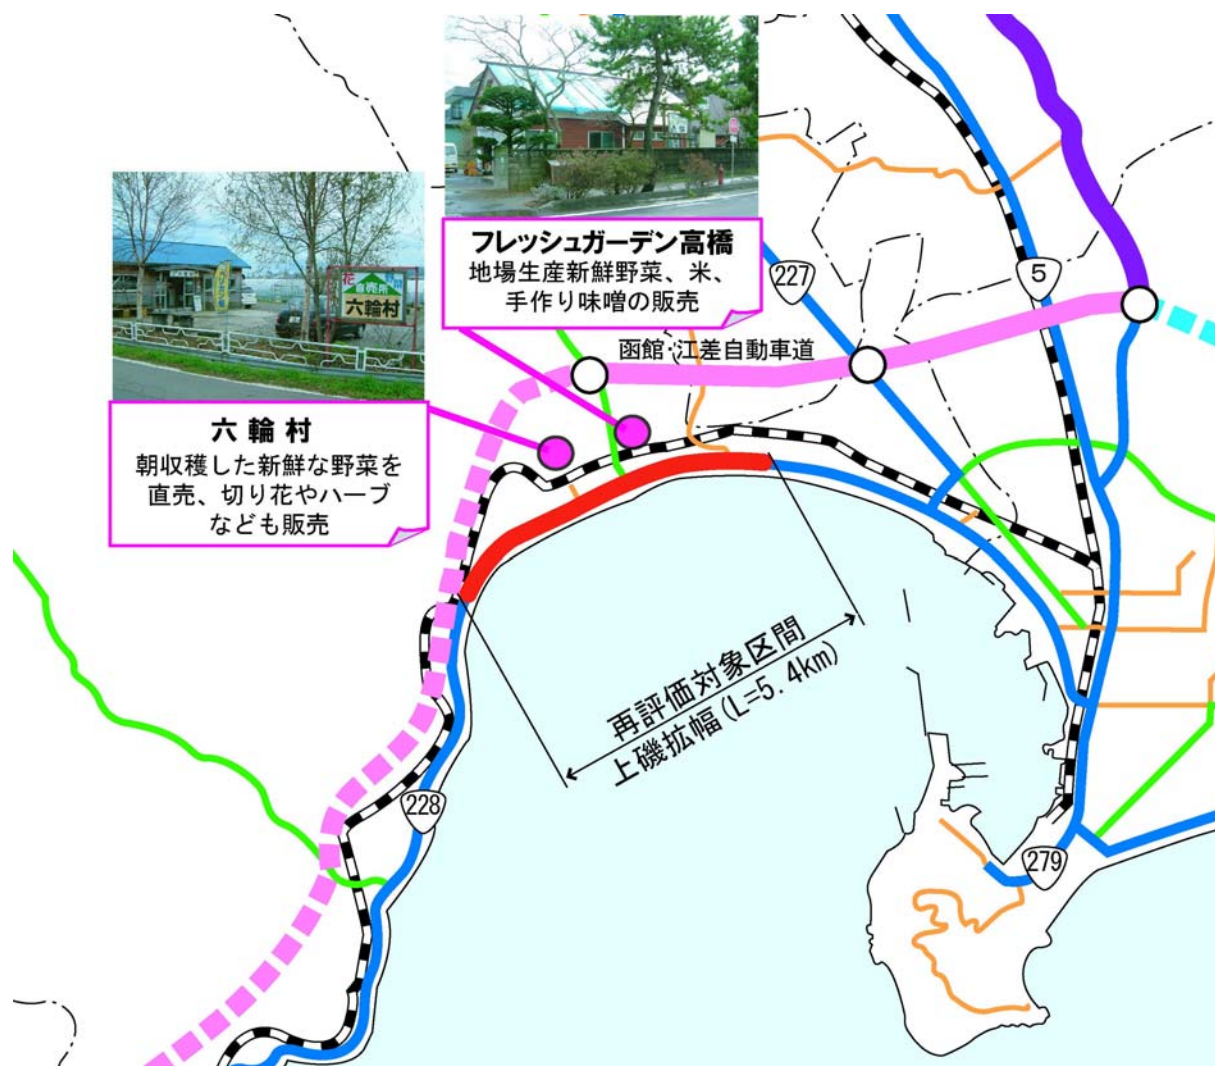 フレッシュガーデン高橋
地場生産新鮮野菜、米、
手作り味噌の販売
花
直売所
六輪村
六輪村
朝収穫した新鮮な野菜を
直売、切り花やハーブ
なども販売
227
5
函館・江差自動車道
再評価対象区間
上磯拡幅(L=5.4km)
228
279